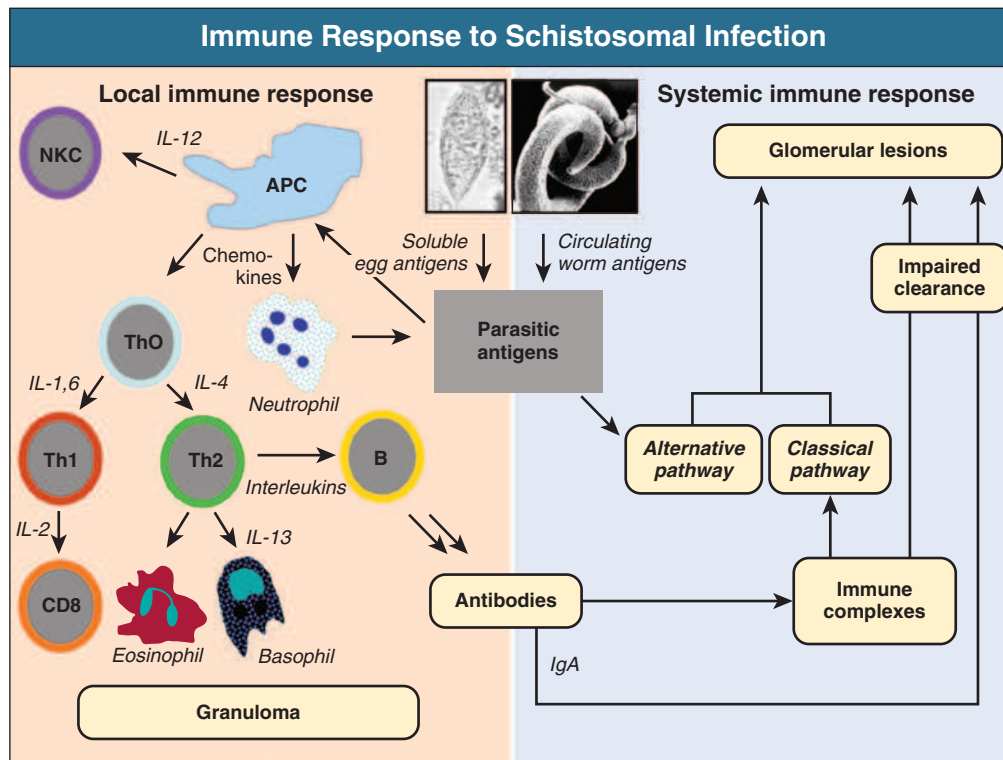 Immune Response to Schistosomal Infection
Local immune response
Systemic immune response
NKC
IL-12
APC
Glomerular lesions
Chemo-
kines
Soluble
egg antigens
Circulating
worm antigens
Impaired
clearance
ThO
Parasitic
antigens
IL-1,6
IL-4
Neutrophil
Th1
Th2
B
Interleukins
Alternative
pathway
Classical
pathway
IL-2
IL-13
CD8
Eosinophil
Basophil
Antibodies
Immune
complexes
IgA
Granuloma